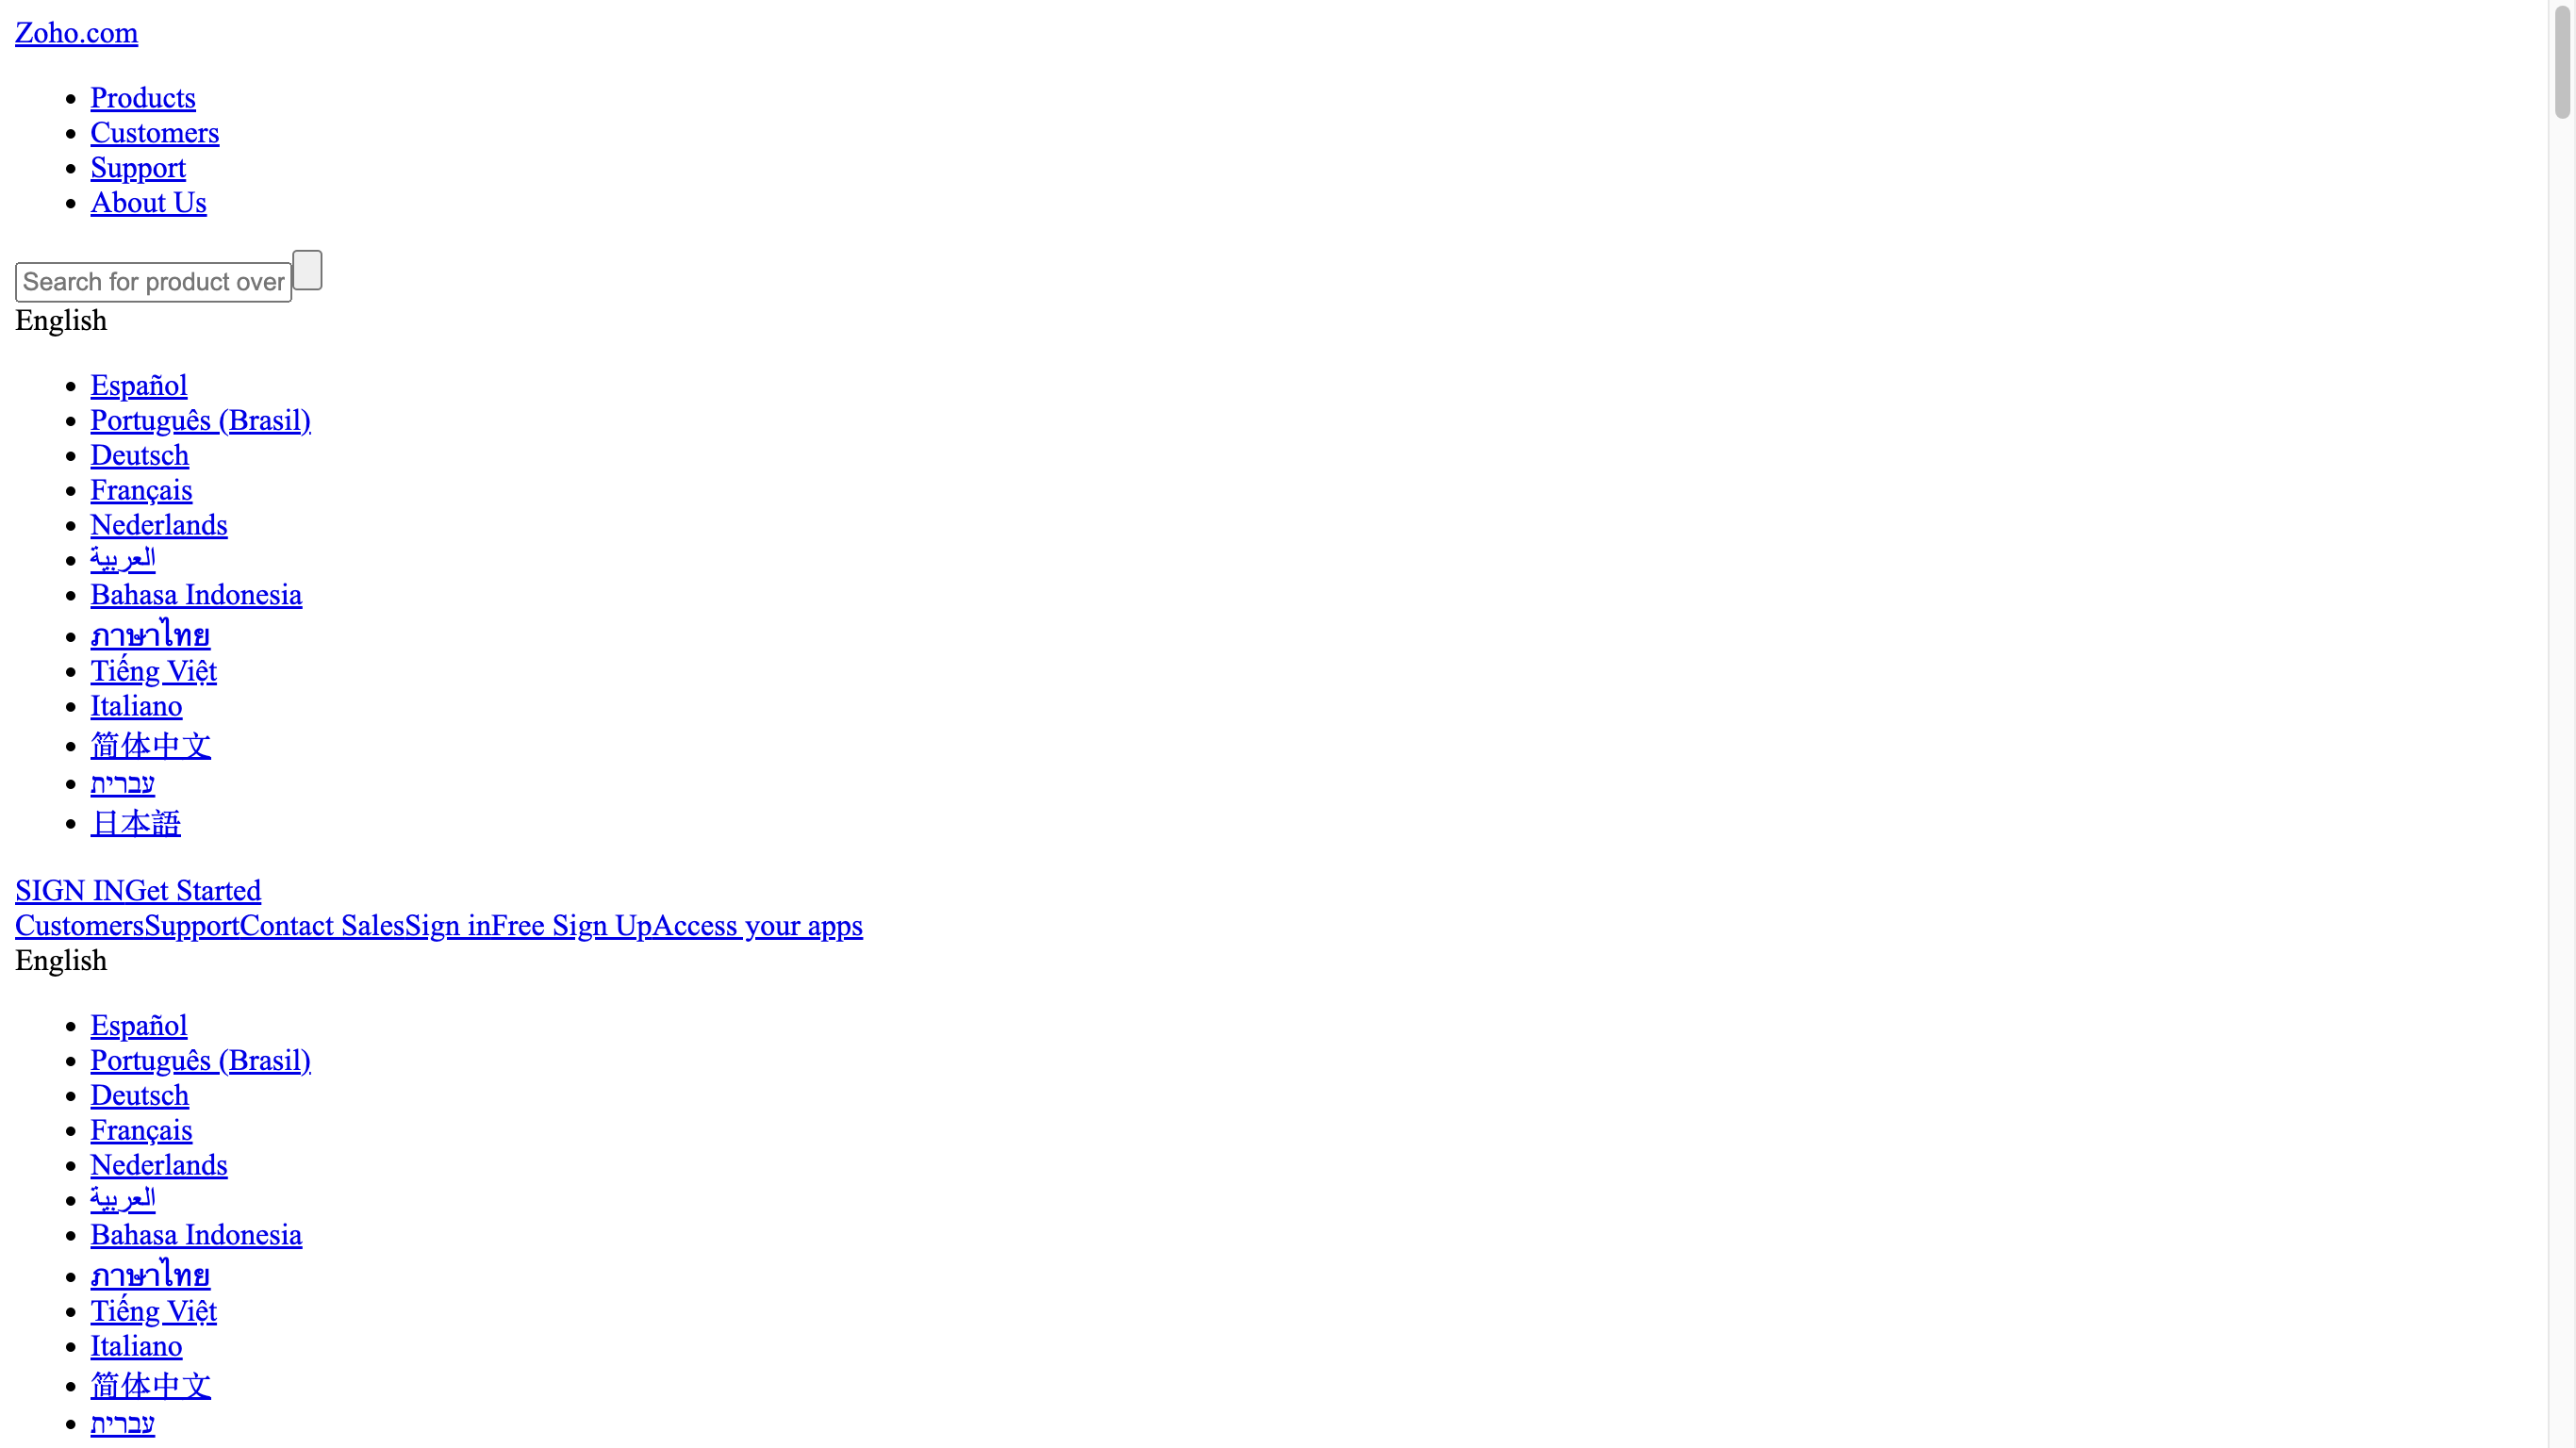 Zoho.com
Products
Customers
Support
About Us
Search for product over
English
Español
Português (Brasil)
Deutsch
Français
Nederlands
العربية
Bahasa Indonesia
ภาษาไทย
Tiếng Việt
Italiano
简体中文
עברית
日本語
SIGN INGet Started
CustomersSupportContact SalesSign inFree Sign UpAccess your apps
English
Español
Português (Brasil)
Deutsch
Français
Nederlands
العربية
Bahasa Indonesia
ภาษาไทย
Tiếng Việt
Italiano
简体中文
עברית